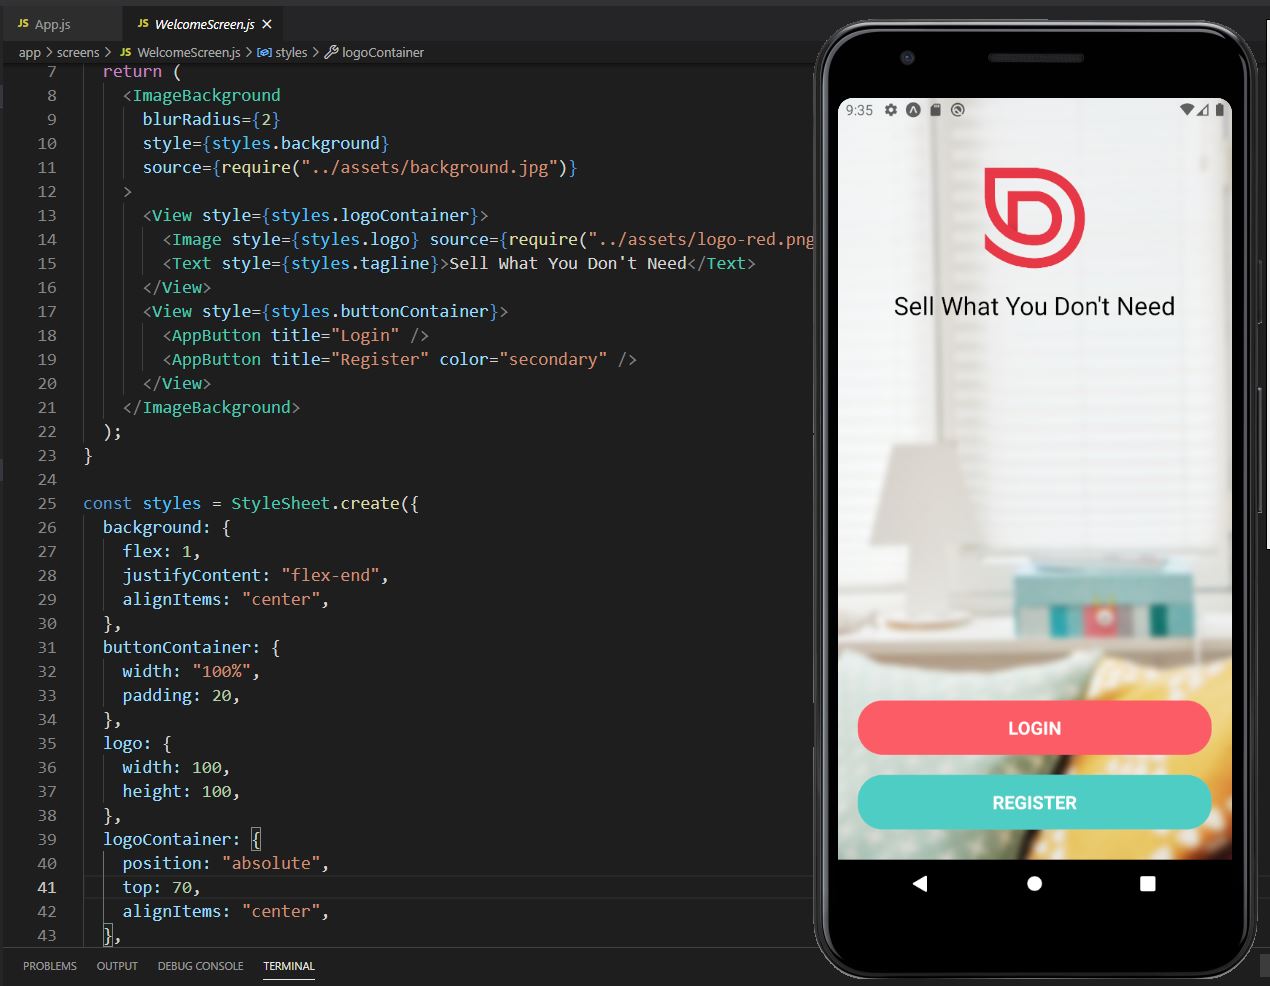 JS App.js
JS WelcomeScreen.js
app > screens > JS WelcomeScreen.js > styles > logoContainer
7 return (
8 <ImageBackground
9 blurRadius={2}
10 style={styles.background}
11 source={require("../assets/background.jpg")}
12 >
13 <View style={styles.logoContainer}>
14 <Image style={styles.logo} source={require("../assets/logo-red.png
15 <Text style={styles.tagline}>Sell What You Don't Need</Text>
16 </View>
17 <View style={styles.buttonContainer}>
18 <AppButton title="Login" />
19 <AppButton title="Register" color="secondary" />
20 </View>
21 </ImageBackground>
22 );
23 }
24
25 const styles = StyleSheet.create({
26 background: {
27 flex: 1,
28 justifyContent: "flex-end",
29 alignItems: "center",
30 },
31 buttonContainer: {
32 width: "100%",
33 padding: 20,
34 },
35 logo: {
36 width: 100,
37 height: 100,
38 },
39 logoContainer: {
40 position: "absolute",
41 top: 70,
42 alignItems: "center",
43 },
PROBLEMS OUTPUT DEBUG CONSOLE TERMINAL
9:35
Sell What You Don't Need
LOGIN
REGISTER